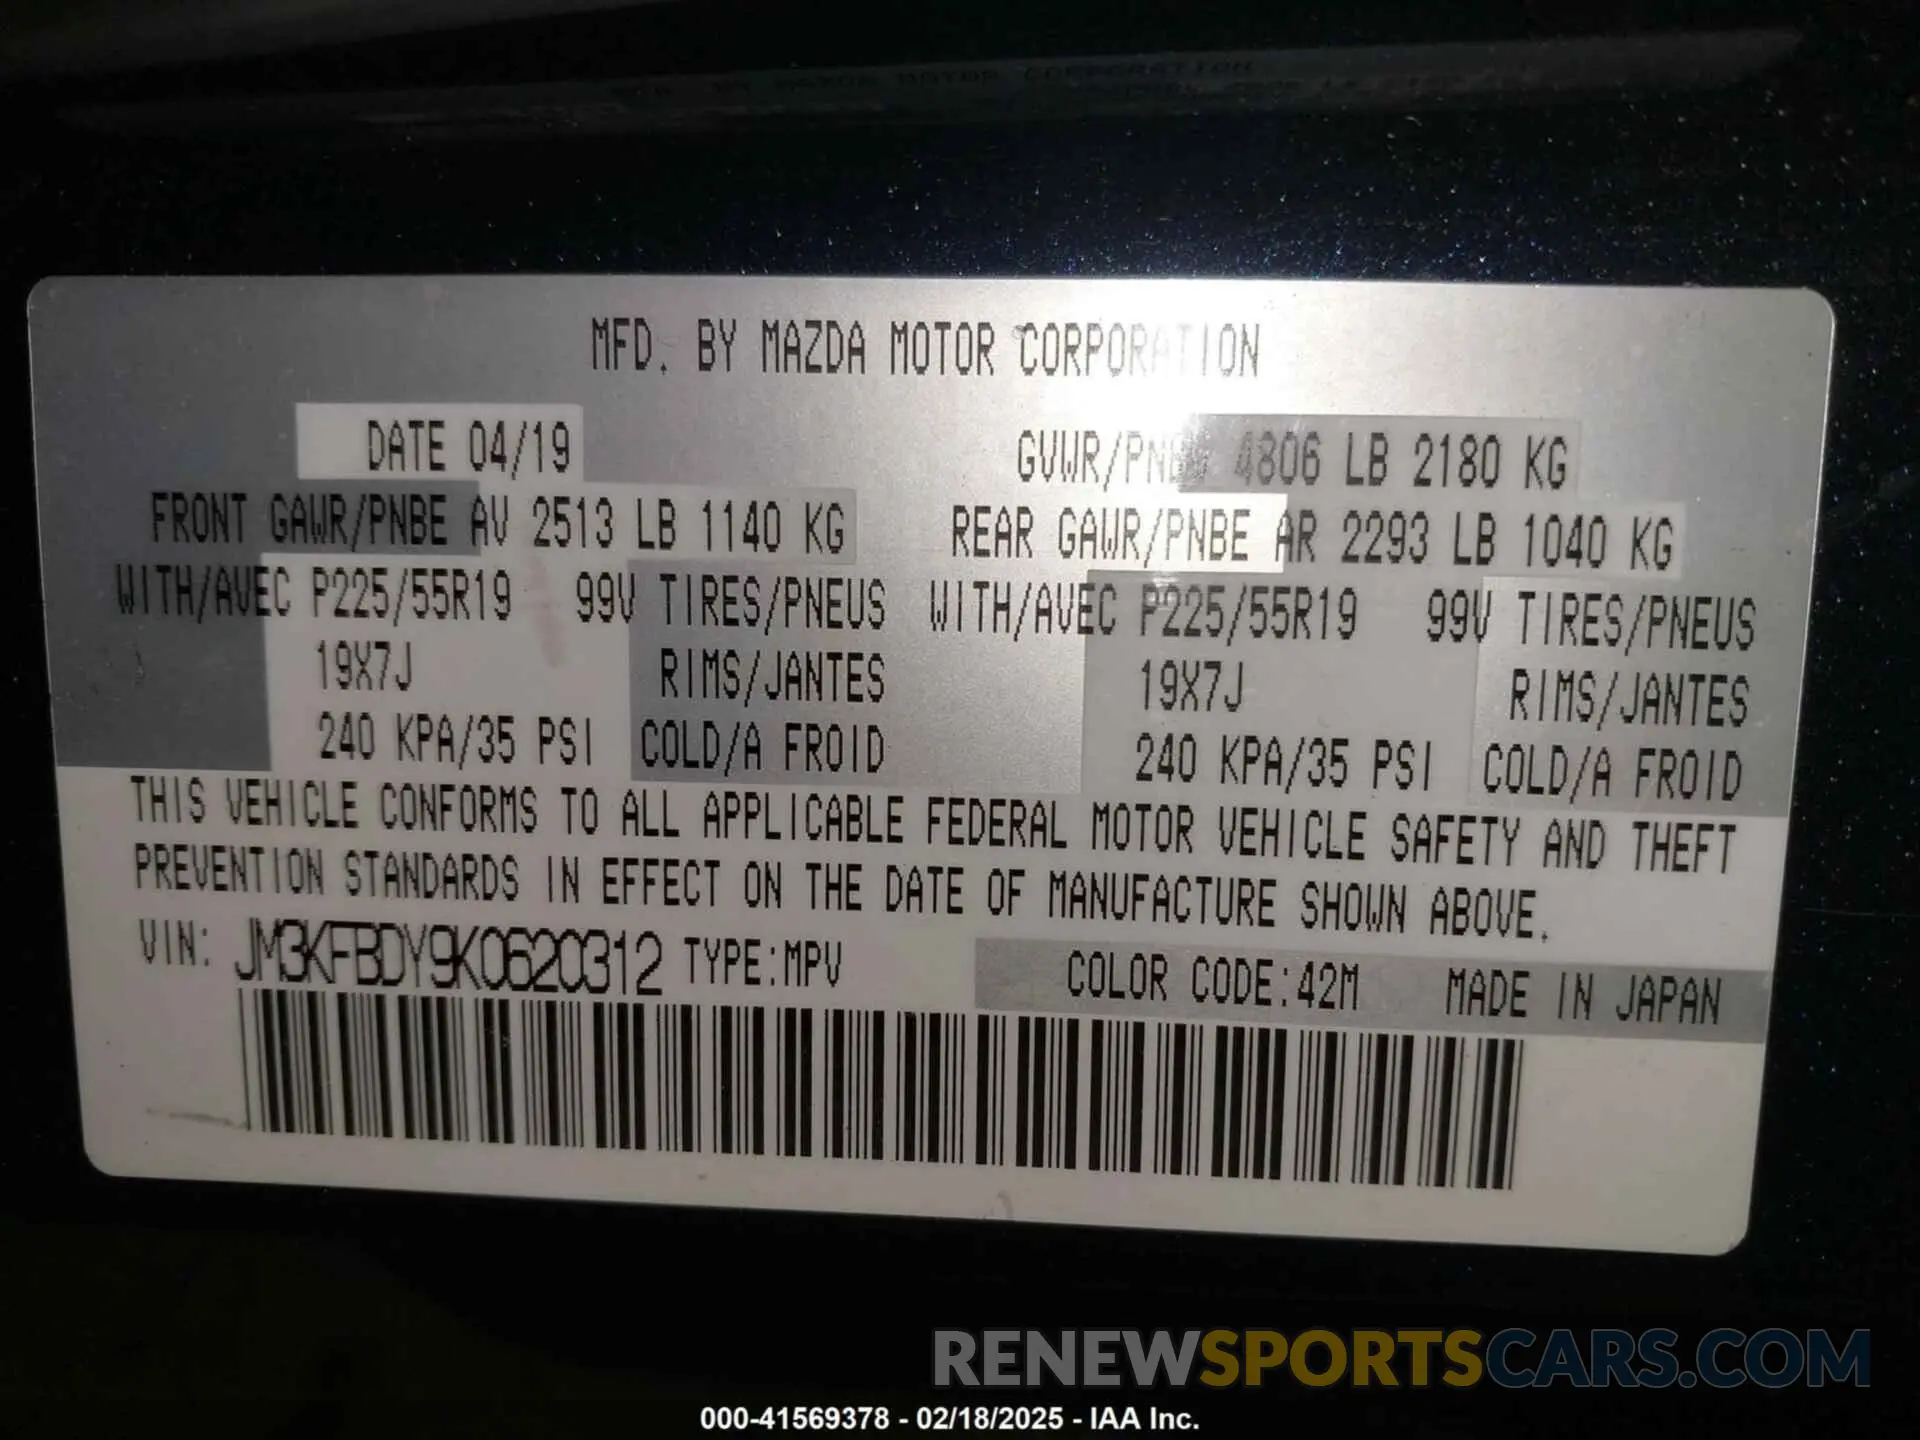 MFD. BY MAZDA MOTOR CORPORATION
DATE 04/19 GVWR/PNBV 4806 LB 2180 KG
FRONT GAWR/PNBE AV 2513 LB 1140 KG REAR GAWR/PNBE AR 2293 LB 1040 KG
WITH/AVEC P225/55R19 99V TIRES/PNEUS WITH/AVEC P225/55R19 99V TIRES/PNEUS
19X7J RIMS/JANTES 19X7J RIMS/JANTES
240 KPA/35 PSI COLD/A FROID 240 KPA/35 PSI COLD/A FROID
THIS VEHICLE CONFORMS TO ALL APPLICABLE FEDERAL MOTOR VEHICLE SAFETY AND THEFT
PREVENTION STANDARDS IN EFFECT ON THE DATE OF MANUFACTURE SHOWN ABOVE.
VIN: JM3KFBDY9K0620312 TYPE:MPV COLOR CODE:42M MADE IN JAPAN
RENEWSPORTSCARS.COM
000-41569378 - 02/18/2025 - IAA Inc.